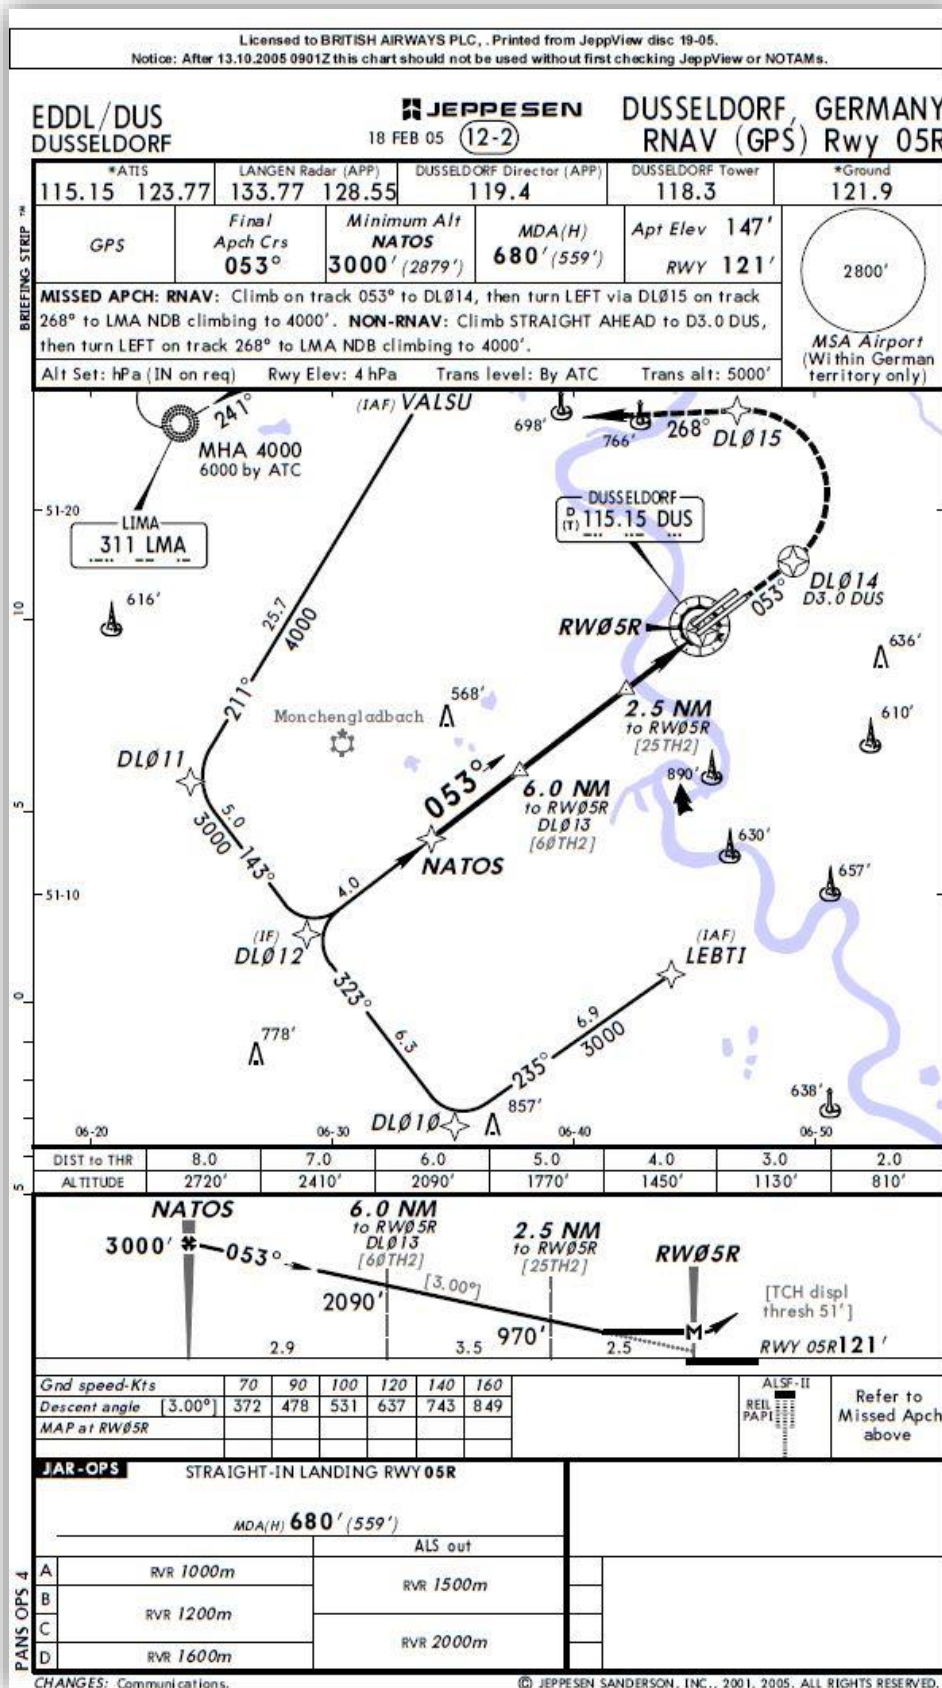 Licensed to BRITISH AIRWAYS PLC, . Printed from JeppView disc 19-05.
Notice: After 13.10.2005 0901Z this chart should not be used without first checking JeppView or NOTAMs.
EDDL/DUS JEPPESEN DUSSELDORF, GERMANY
DUSSELDORF 18 FEB 05 12-2 RNAV (GPS) Rwy 05R
*ATIS LANGEN Radar (APP) DUSSELDORF Director (APP) DUSSELDORF Tower *Ground
115.15 123.77 133.77 128.55 119.4 118.3 121.9
BRIEFING STRIP TM
GPS
Final
Apch Crs
053°
Minimum Alt
NATOS
3000' (2879')
MDA(H)
680' (559')
Apt Elev 147'
RWY 121'
2800'
MSA Airport
(Within German
territory only)
MISSED APCH: RNAV: Climb on track 053° to DLØ14, then turn LEFT via DLØ15 on track
268° to LMA NDB climbing to 4000'. NON-RNAV: Climb STRAIGHT AHEAD to D3.0 DUS,
then turn LEFT on track 268° to LMA NDB climbing to 4000'.
Alt Set: hPa (IN on req) Rwy Elev: 4 hPa Trans level: By ATC Trans alt: 5000'
241°
(IAF) VALSU
698'
766'
268°
DLØ15
MHA 4000
6000 by ATC
51-20
LIMA
311 LMA
DUSSELDORF
D
(T) 115.15 DUS
DLØ14
D3.0 DUS
053°
10
616'
25.7
4000
RWØ5R
636'
211°
568'
Monchengladbach
2.5 NM
to RWØ5R
[25TH2]
610'
DLØ11
890'
053°
6.0 NM
to RWØ5R
DLØ13
[6ØTH2]
5
5.0
3000
143°
630'
NATOS
657'
51-10
4.0
(IF)
DLØ12
(IAF)
LEBTI
323°
0
6.9
3000
778'
6.3
235°
638'
857'
DLØ1Ø
06-20 06-30 06-40 06-50
DIST to THR 8.0 7.0 6.0 5.0 4.0 3.0 2.0
ALTITUDE 2720' 2410' 2090' 1770' 1450' 1130' 810'
5
NATOS
3000'
053°
6.0 NM
to RWØ5R
DLØ13
[6ØTH2]
2.5 NM
to RWØ5R
[25TH2]
RWØ5R
[3.00°]
2090'
970'
M
[TCH displ
thresh 51']
2.9 3.5 2.5
RWY 05R 121'
Gnd speed-Kts 70 90 100 120 140 160
Descent angle [3.00°] 372 478 531 637 743 849
MAP at RWØ5R
ALSF-II
REIL
PAPI
Refer to
Missed Apch
above
JAR-OPS STRAIGHT-IN LANDING RWY 05R
MDA(H) 680' (559')
ALS out
A RVR 1000m RVR 1500m
B
RVR 1200m
C RVR 2000m
D RVR 1600m
PANS OPS 4
CHANGES: Communications. © JEPPESEN SANDERSON, INC., 2001, 2005. ALL RIGHTS RESERVED.